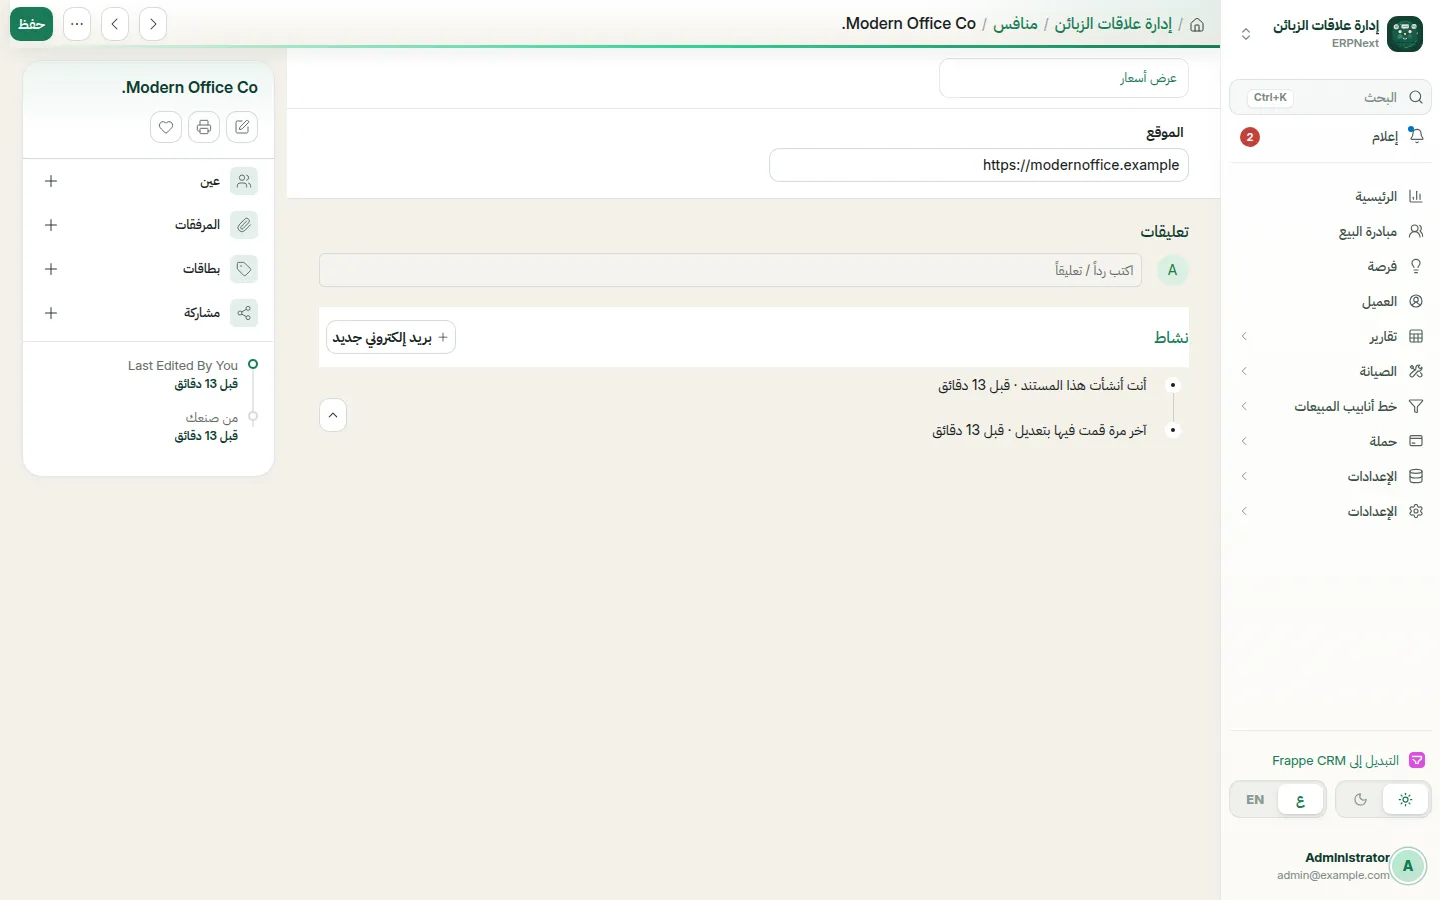 إدارة علاقات الزبائن
ERPNext
البحث
Ctrl+K
إعلام
2
الرئيسية
مبادرة البيع
فرصة
العميل
تقارير
الصيانة
خط أنابيب المبيعات
حملة
الإعدادات
الإعدادات
التبديل إلى Frappe CRM
ع
EN
A
Administrator
admin@example.com
إدارة علاقات الزبائن / منافس / Modern Office Co.
حفظ
عرض أسعار
الموقع
https://modernoffice.example
تعليقات
A
اكتب رداً / تعليقاً
نشاط
بريد إلكتروني جديد
أنت أنشأت هذا المستند · قبل 13 دقائق
آخر مرة قمت فيها بتعديل · قبل 13 دقائق
Modern Office Co.
عين
المرفقات
بطاقات
مشاركة
Last Edited By You
قبل 13 دقائق
من صنعك
قبل 13 دقائق